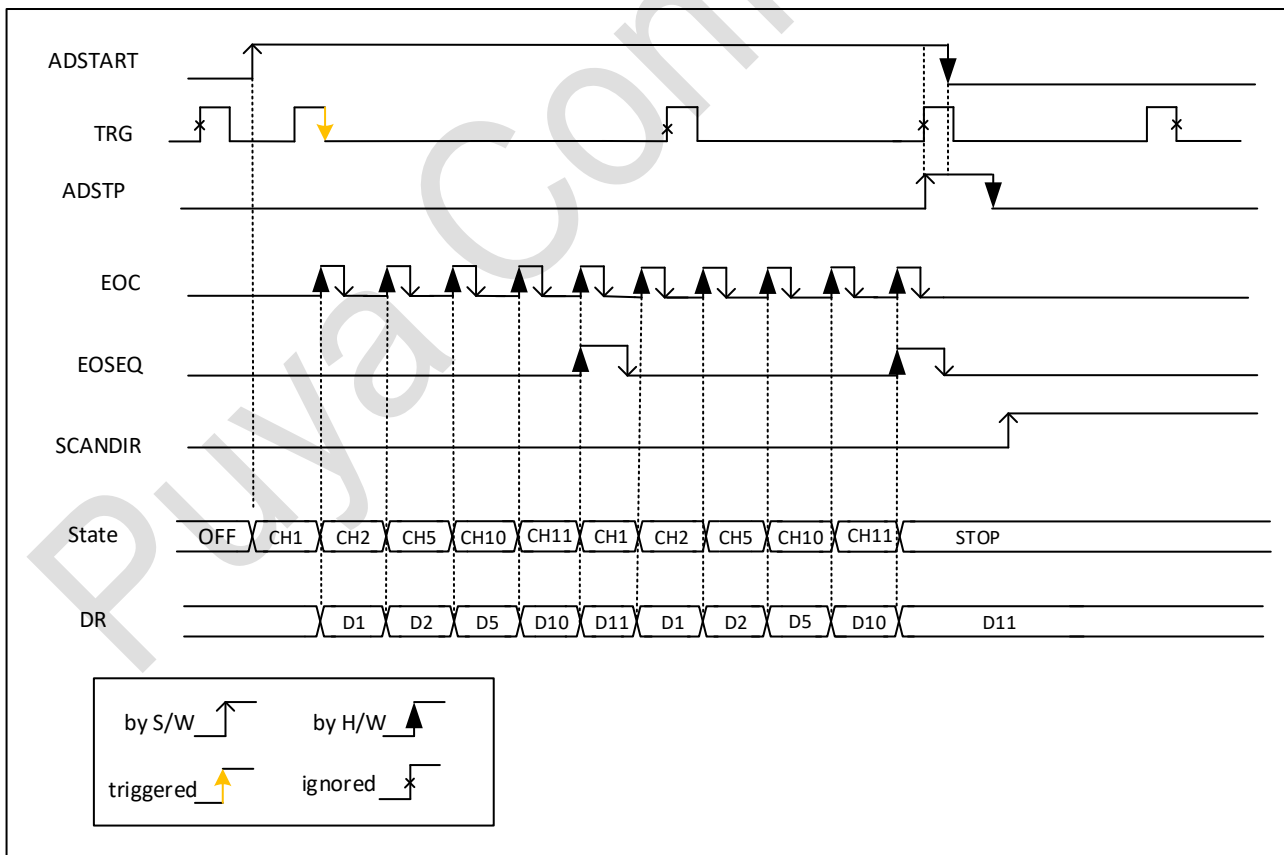 ADSTART
TRG
ADSTP
EOC
EOSEQ
SCANDIR
State OFF CH1 CH2 CH5 CH10 CH11 CH1 CH2 CH5 CH10 CH11 STOP
DR D1 D2 D5 D10 D11 D1 D2 D5 D10 D11
by S/W by H/W
triggered ignored
Puya Con